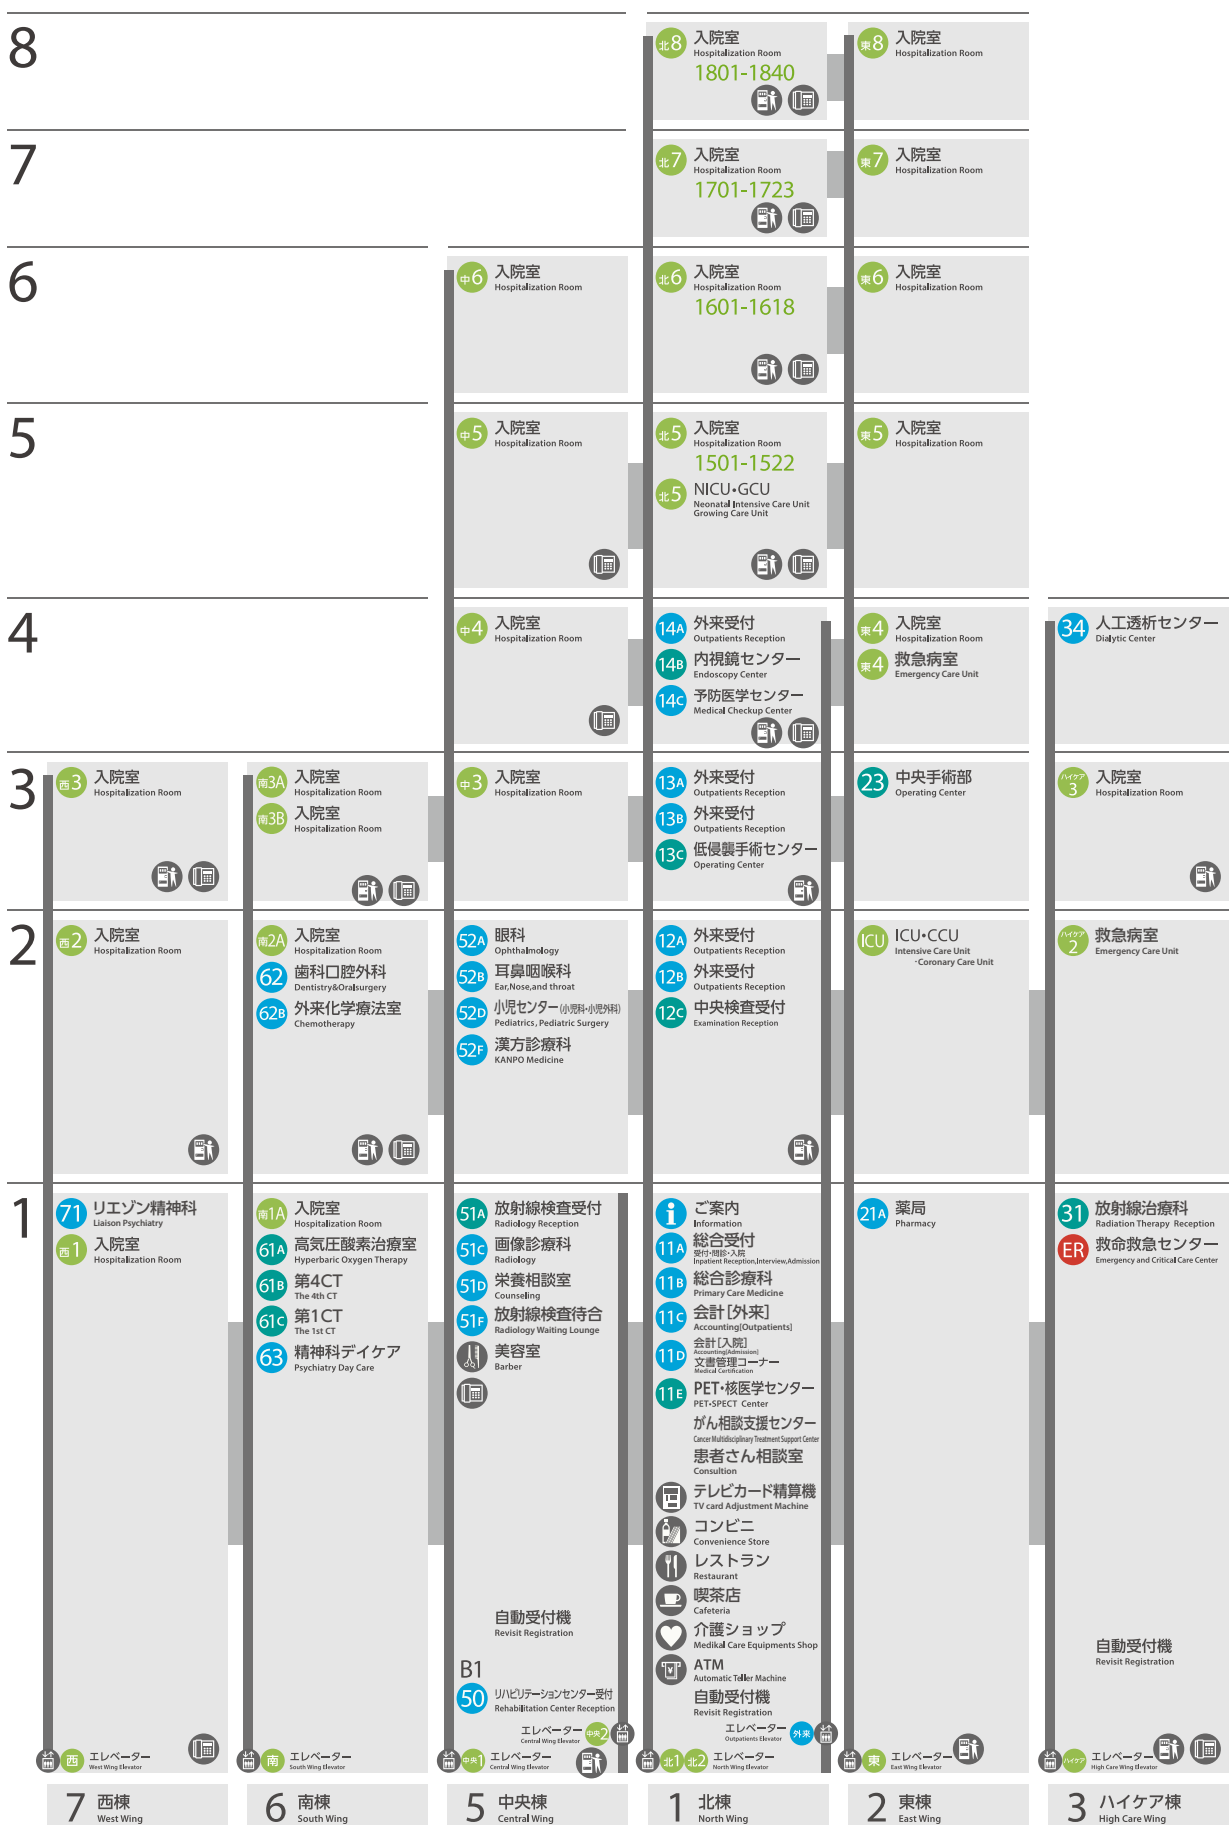 8
北8 入院室
Hospitalization Room
1801-1840
東8 入院室
Hospitalization Room
7
北7 入院室
Hospitalization Room
1701-1723
東7 入院室
Hospitalization Room
6
中6 入院室
Hospitalization Room
北6 入院室
Hospitalization Room
1601-1618
東6 入院室
Hospitalization Room
5
中5 入院室
Hospitalization Room
北5 入院室
Hospitalization Room
1501-1522
北5 NICU・GCU
Neonatal Intensive Care Unit
Growing Care Unit
東5 入院室
Hospitalization Room
4
中4 入院室
Hospitalization Room
14A 外来受付
Outpatients Reception
14B 内視鏡センター
Endoscopy Center
14C 予防医学センター
Medical Checkup Center
東4 入院室
Hospitalization Room
東4 救急病室
Emergency Care Unit
34 人工透析センター
Dialytic Center
3
西3 入院室
Hospitalization Room
南3A 入院室
Hospitalization Room
南3B 入院室
Hospitalization Room
中3 入院室
Hospitalization Room
13A 外来受付
Outpatients Reception
13B 外来受付
Outpatients Reception
13C 低侵襲手術センター
Operating Center
23 中央手術部
Operating Center
ハイケア3 入院室
Hospitalization Room
2
西2 入院室
Hospitalization Room
南2A 入院室
Hospitalization Room
62 歯科口腔外科
Dentistry&Oralsurgery
62B 外来化学療法室
Chemotherapy
52A 眼科
Ophthalmology
52B 耳鼻咽喉科
Ear,Nose,and throat
52D 小児センター(小児科・小児外科)
Pediatrics, Pediatric Surgery
52F 漢方診療科
KANPO Medicine
12A 外来受付
Outpatients Reception
12B 外来受付
Outpatients Reception
12C 中央検査受付
Examination Reception
ICU ICU・CCU
Intensive Care Unit
・Coronary Care Unit
ハイケア2 救急病室
Emergency Care Unit
1
71 リエゾン精神科
Liaison Psychiatry
西1 入院室
Hospitalization Room
西 エレベーター
West Wing Elevator
南1A 入院室
Hospitalization Room
61A 高気圧酸素治療室
Hyperbaric Oxygen Therapy
61B 第4CT
The 4th CT
61C 第1CT
The 1st CT
63 精神科デイケア
Psychiatry Day Care
南 エレベーター
South Wing Elevator
51A 放射線検査受付
Radiology Reception
51C 画像診療科
Radiology
51D 栄養相談室
Counseling
51F 放射線検査待合
Radiology Waiting Lounge
美容室
Barber
自動受付機
Revisit Registration
B1
50 リハビリテーションセンター受付
Rehabilitation Center Reception
エレベーター 中央2
Central Wing Elevator
中央1 エレベーター
Central Wing Elevator
i ご案内
Information
11A 総合受付
受付・問診・入院
Inpatient Reception,Interview,Admission
11B 総合診療科
Primary Care Medicine
11C 会計[外来]
Accounting[Outpatients]
11D 会計[入院]
Accounting[Admission]
文書管理コーナー
Medical Certification
11E PET・核医学センター
PET・SPECT Center
がん相談支援センター
Cancer Multidisciplinary Treatment Support Center
患者さん相談室
Consultion
テレビカード精算機
TV card Adjustment Machine
コンビニ
Convenience Store
レストラン
Restaurant
喫茶店
Cafeteria
介護ショップ
Medikal Care Equipments Shop
ATM
Automatic Teller Machine
自動受付機
Revisit Registration
エレベーター 外来
Outpatients Elevator
北1 北2 エレベーター
North Wing Elevator
21A 薬局
Pharmacy
東 エレベーター
East Wing Elevator
31 放射線治療科
Radiation Therapy Reception
ER 救命救急センター
Emergency and Critical Care Center
自動受付機
Revisit Registration
ハイケア エレベーター
High Care Wing Elevator
7 西棟
West Wing
6 南棟
South Wing
5 中央棟
Central Wing
1 北棟
North Wing
2 東棟
East Wing
3 ハイケア棟
High Care Wing